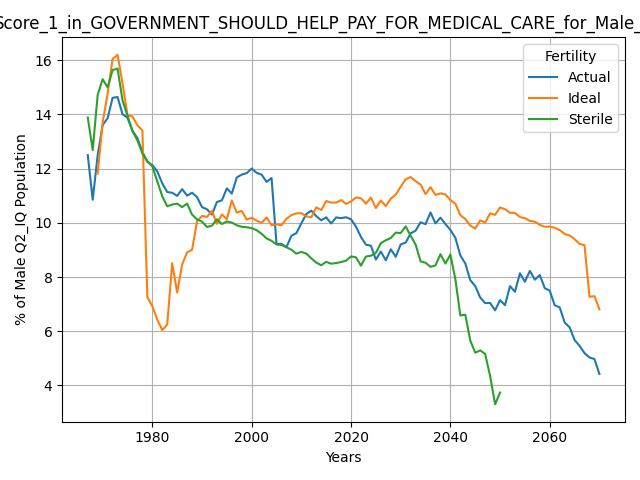 Score_1_in_GOVERNMENT_SHOULD_HELP_PAY_FOR_MEDICAL_CARE_for_Male_
% of Male Q2_IQ Population
16
14
12
10
8
6
4
Fertility
Actual
Ideal
Sterile
1980
2000
2020
2040
2060
Years